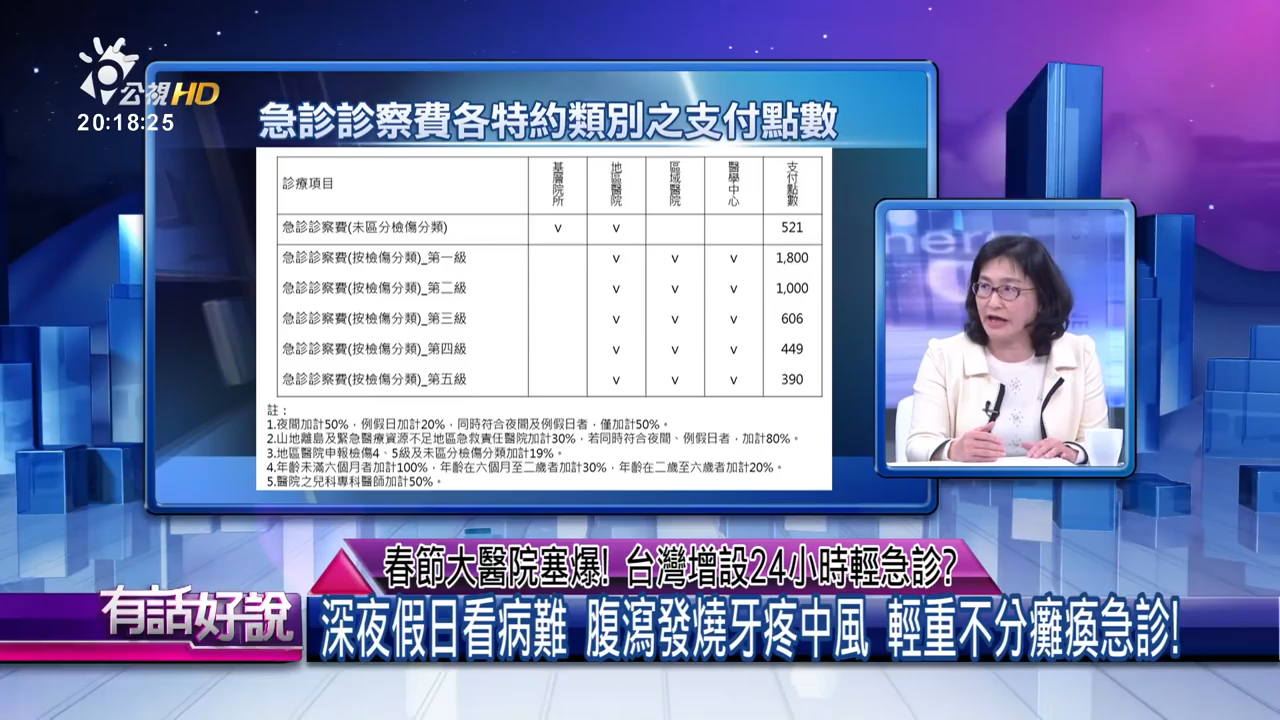 公視HD
20:18:25
急診診察費各特約類別之支付點數
診療項目 基層院所 地區醫院 區域醫院 醫學中心 支付點數
急診診察費(未區分檢傷分類) v v 521
急診診察費(按檢傷分類)_第一級 v v v 1,800
急診診察費(按檢傷分類)_第二級 v v v 1,000
急診診察費(按檢傷分類)_第三級 v v v 606
急診診察費(按檢傷分類)_第四級 v v v 449
急診診察費(按檢傷分類)_第五級 v v v 390
註：
1.夜間加計50%，例假日加計20%，同時符合夜間及例假日者，僅加計50%。
2.山地離島及緊急醫療資源不足地區急救責任醫院加計30%，若同時符合夜間、例假日者，加計80%。
3.地區醫院申報檢傷4、5級及未區分檢傷分類加計19%。
4.年齡未滿六個月者加計100%，年齡在六個月至二歲者加計30%，年齡在二歲至六歲者加計20%。
5.醫院之兒科專科醫師加計50%。
春節大醫院塞爆! 台灣增設24小時輕急診?
有話好說
深夜假日看病難 腹瀉發燒牙疼中風 輕重不分癱瘓急診!